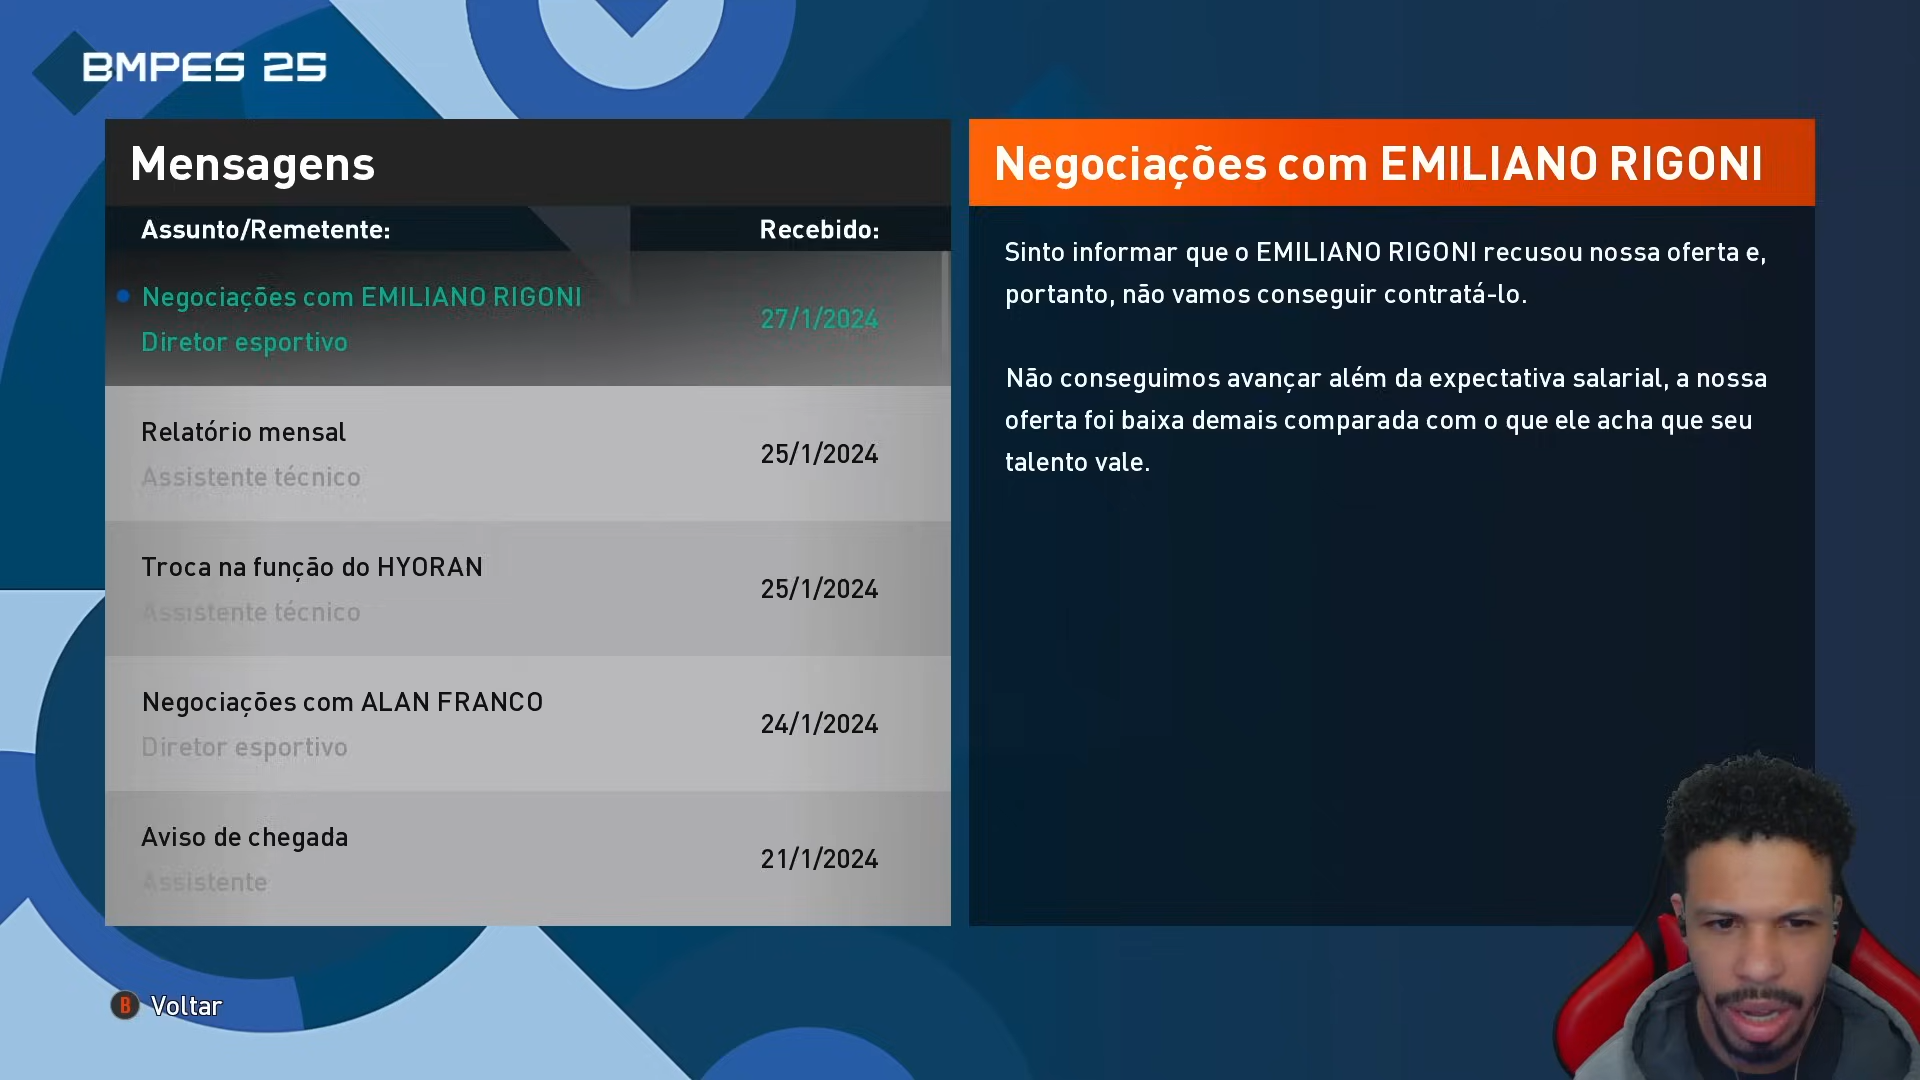 BMPES 25
Mensagens
Assunto/Remetente: Recebido:
Negociações com EMILIANO RIGONI
Diretor esportivo
27/1/2024
Relatório mensal
Assistente técnico
25/1/2024
Troca na função do HYORAN
Assistente técnico
25/1/2024
Negociações com ALAN FRANCO
Diretor esportivo
24/1/2024
Aviso de chegada
Assistente
21/1/2024
Negociações com EMILIANO RIGONI
Sinto informar que o EMILIANO RIGONI recusou nossa oferta e,
portanto, não vamos conseguir contratá-lo.
Não conseguimos avançar além da expectativa salarial, a nossa
oferta foi baixa demais comparada com o que ele acha que seu
talento vale.
B Voltar